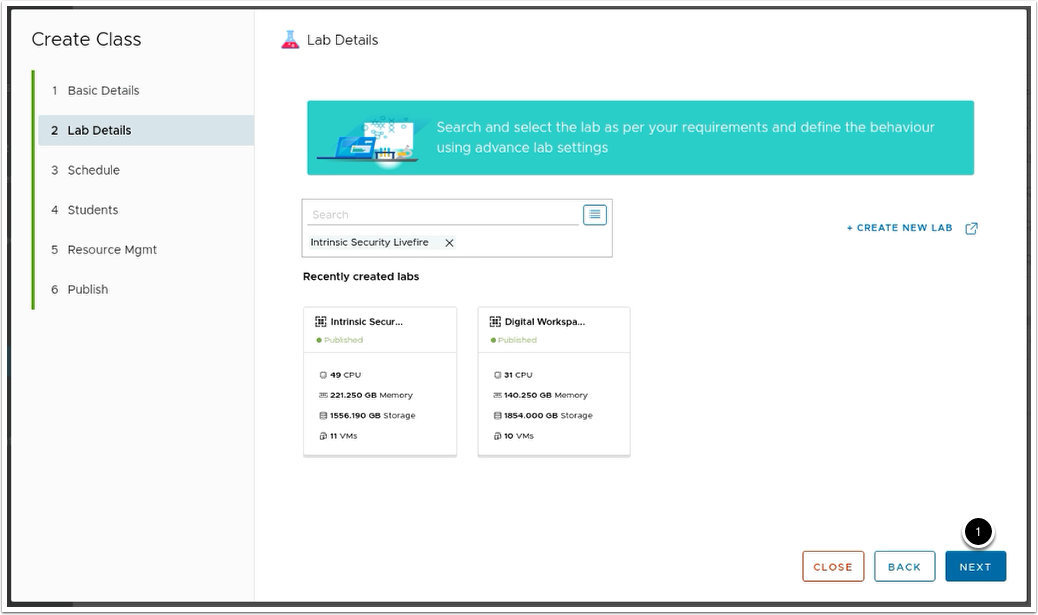 Create Class
1 Basic Details
2 Lab Details
3 Schedule
4 Students
5 Resource Mgmt
6 Publish
Lab Details
Search and select the lab as per your requirements and define the behaviour
using advance lab settings
Search
Intrinsic Security Livefire
+ CREATE NEW LAB
Recently created labs
Intrinsic Secur...
Published
49 CPU
221.250 GB Memory
1556.190 GB Storage
11 VMs
Digital Workspa...
Published
31 CPU
140.250 GB Memory
1854.000 GB Storage
10 VMs
1
CLOSE
BACK
NEXT